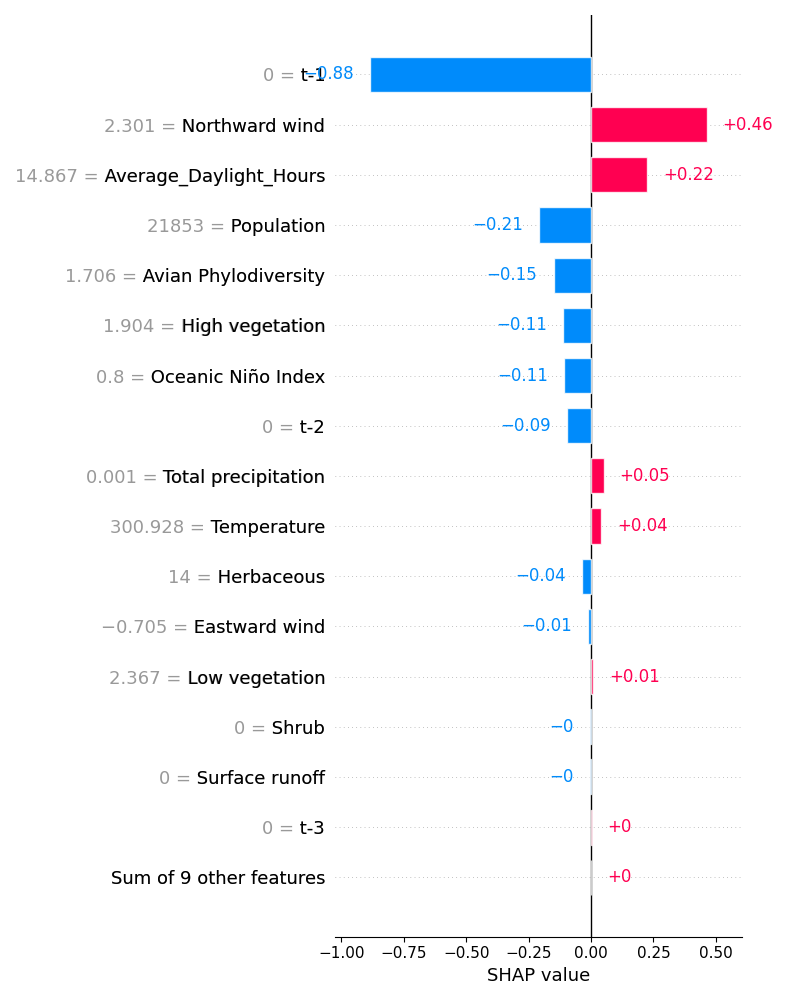 0 = t-1 −0.88
2.301 = Northward wind +0.46
14.867 = Average_Daylight_Hours +0.22
21853 = Population −0.21
1.706 = Avian Phylodiversity −0.15
1.904 = High vegetation −0.11
0.8 = Oceanic Niño Index −0.11
0 = t-2 −0.09
0.001 = Total precipitation +0.05
300.928 = Temperature +0.04
14 = Herbaceous −0.04
−0.705 = Eastward wind −0.01
2.367 = Low vegetation +0.01
0 = Shrub −0
0 = Surface runoff −0
0 = t-3 +0
Sum of 9 other features +0
−1.00 −0.75 −0.50 −0.25 0.00 0.25 0.50
SHAP value